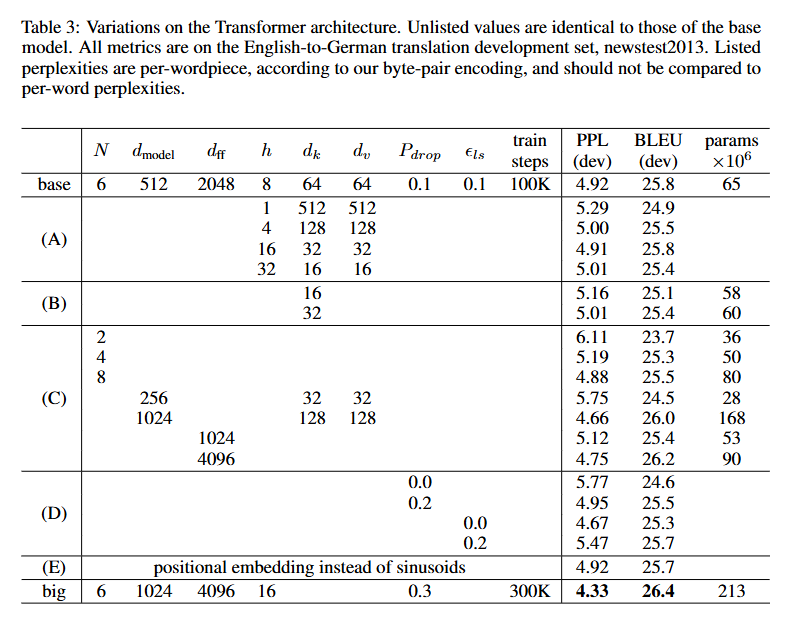 Table 3: Variations on the Transformer architecture. Unlisted values are identical to those of the base
model. All metrics are on the English-to-German translation development set, newstest2013. Listed
perplexities are per-wordpiece, according to our byte-pair encoding, and should not be compared to
per-word perplexities.
N d_model d_ff h d_k d_v P_drop ϵ_ls train steps PPL (dev) BLEU (dev) params ×10^6
base 6 512 2048 8 64 64 0.1 0.1 100K 4.92 25.8 65
(A)
1 512 512 5.29 24.9
4 128 128 5.00 25.5
16 32 32 4.91 25.8
32 16 16 5.01 25.4
(B)
16 5.16 25.1 58
32 5.01 25.4 60
(C)
2 6.11 23.7 36
4 5.19 25.3 50
8 4.88 25.5 80
256 32 32 5.75 24.5 28
1024 128 128 4.66 26.0 168
1024 5.12 25.4 53
4096 4.75 26.2 90
(D)
0.0 5.77 24.6
0.2 4.95 25.5
0.0 4.67 25.3
0.2 5.47 25.7
(E) positional embedding instead of sinusoids 4.92 25.7
big 6 1024 4096 16 0.3 300K 4.33 26.4 213